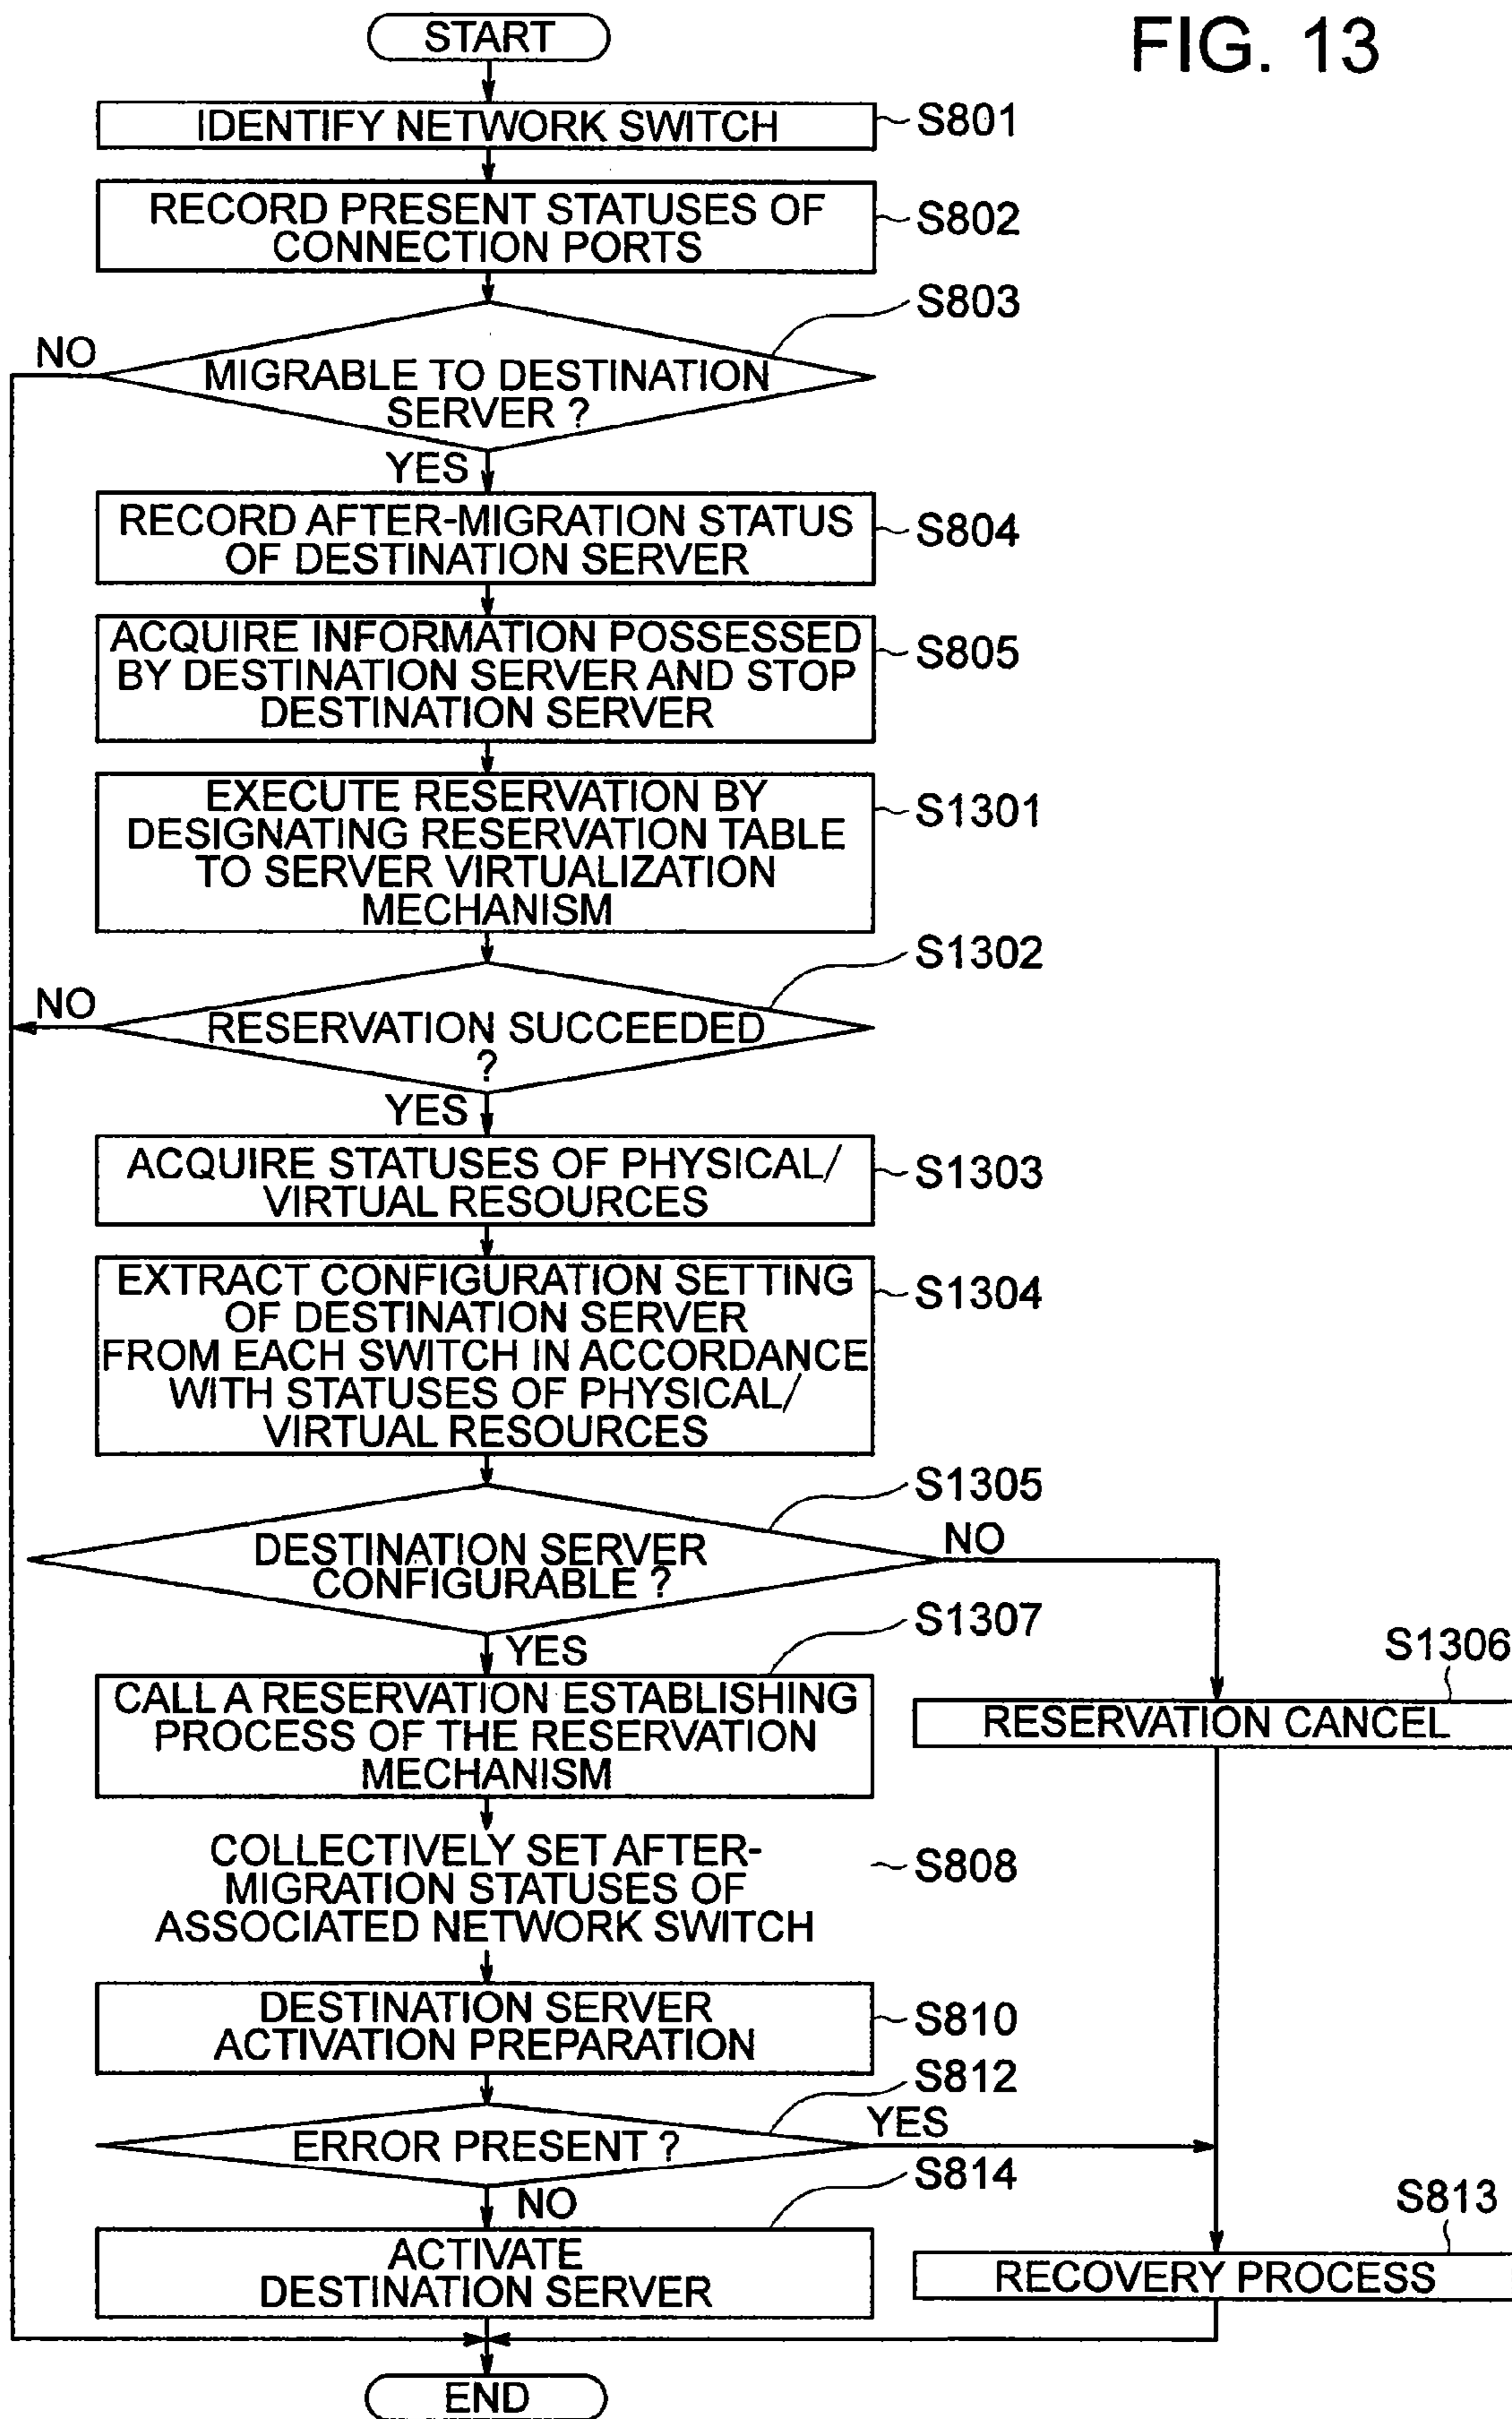 FIG. 13
START
IDENTIFY NETWORK SWITCH
S801
RECORD PRESENT STATUSES OF
CONNECTION PORTS
S802
S803
NO
MIGRABLE TO DESTINATION
SERVER ?
YES
RECORD AFTER-MIGRATION STATUS
OF DESTINATION SERVER
S804
ACQUIRE INFORMATION POSSESSED
BY DESTINATION SERVER AND STOP
DESTINATION SERVER
S805
EXECUTE RESERVATION BY
DESIGNATING RESERVATION TABLE
TO SERVER VIRTUALIZATION
MECHANISM
S1301
S1302
NO
RESERVATION SUCCEEDED
?
YES
ACQUIRE STATUSES OF PHYSICAL/
VIRTUAL RESOURCES
S1303
EXTRACT CONFIGURATION SETTING
OF DESTINATION SERVER
FROM EACH SWITCH IN ACCORDANCE
WITH STATUSES OF PHYSICAL/
VIRTUAL RESOURCES
S1304
S1305
DESTINATION SERVER
CONFIGURABLE ?
NO
S1307
YES
S1306
CALL A RESERVATION ESTABLISHING
PROCESS OF THE RESERVATION
MECHANISM
RESERVATION CANCEL
COLLECTIVELY SET AFTER-
MIGRATION STATUSES OF
ASSOCIATED NETWORK SWITCH
S808
DESTINATION SERVER
ACTIVATION PREPARATION
S810
S812
ERROR PRESENT ?
YES
S814
NO
S813
ACTIVATE
DESTINATION SERVER
RECOVERY PROCESS
END